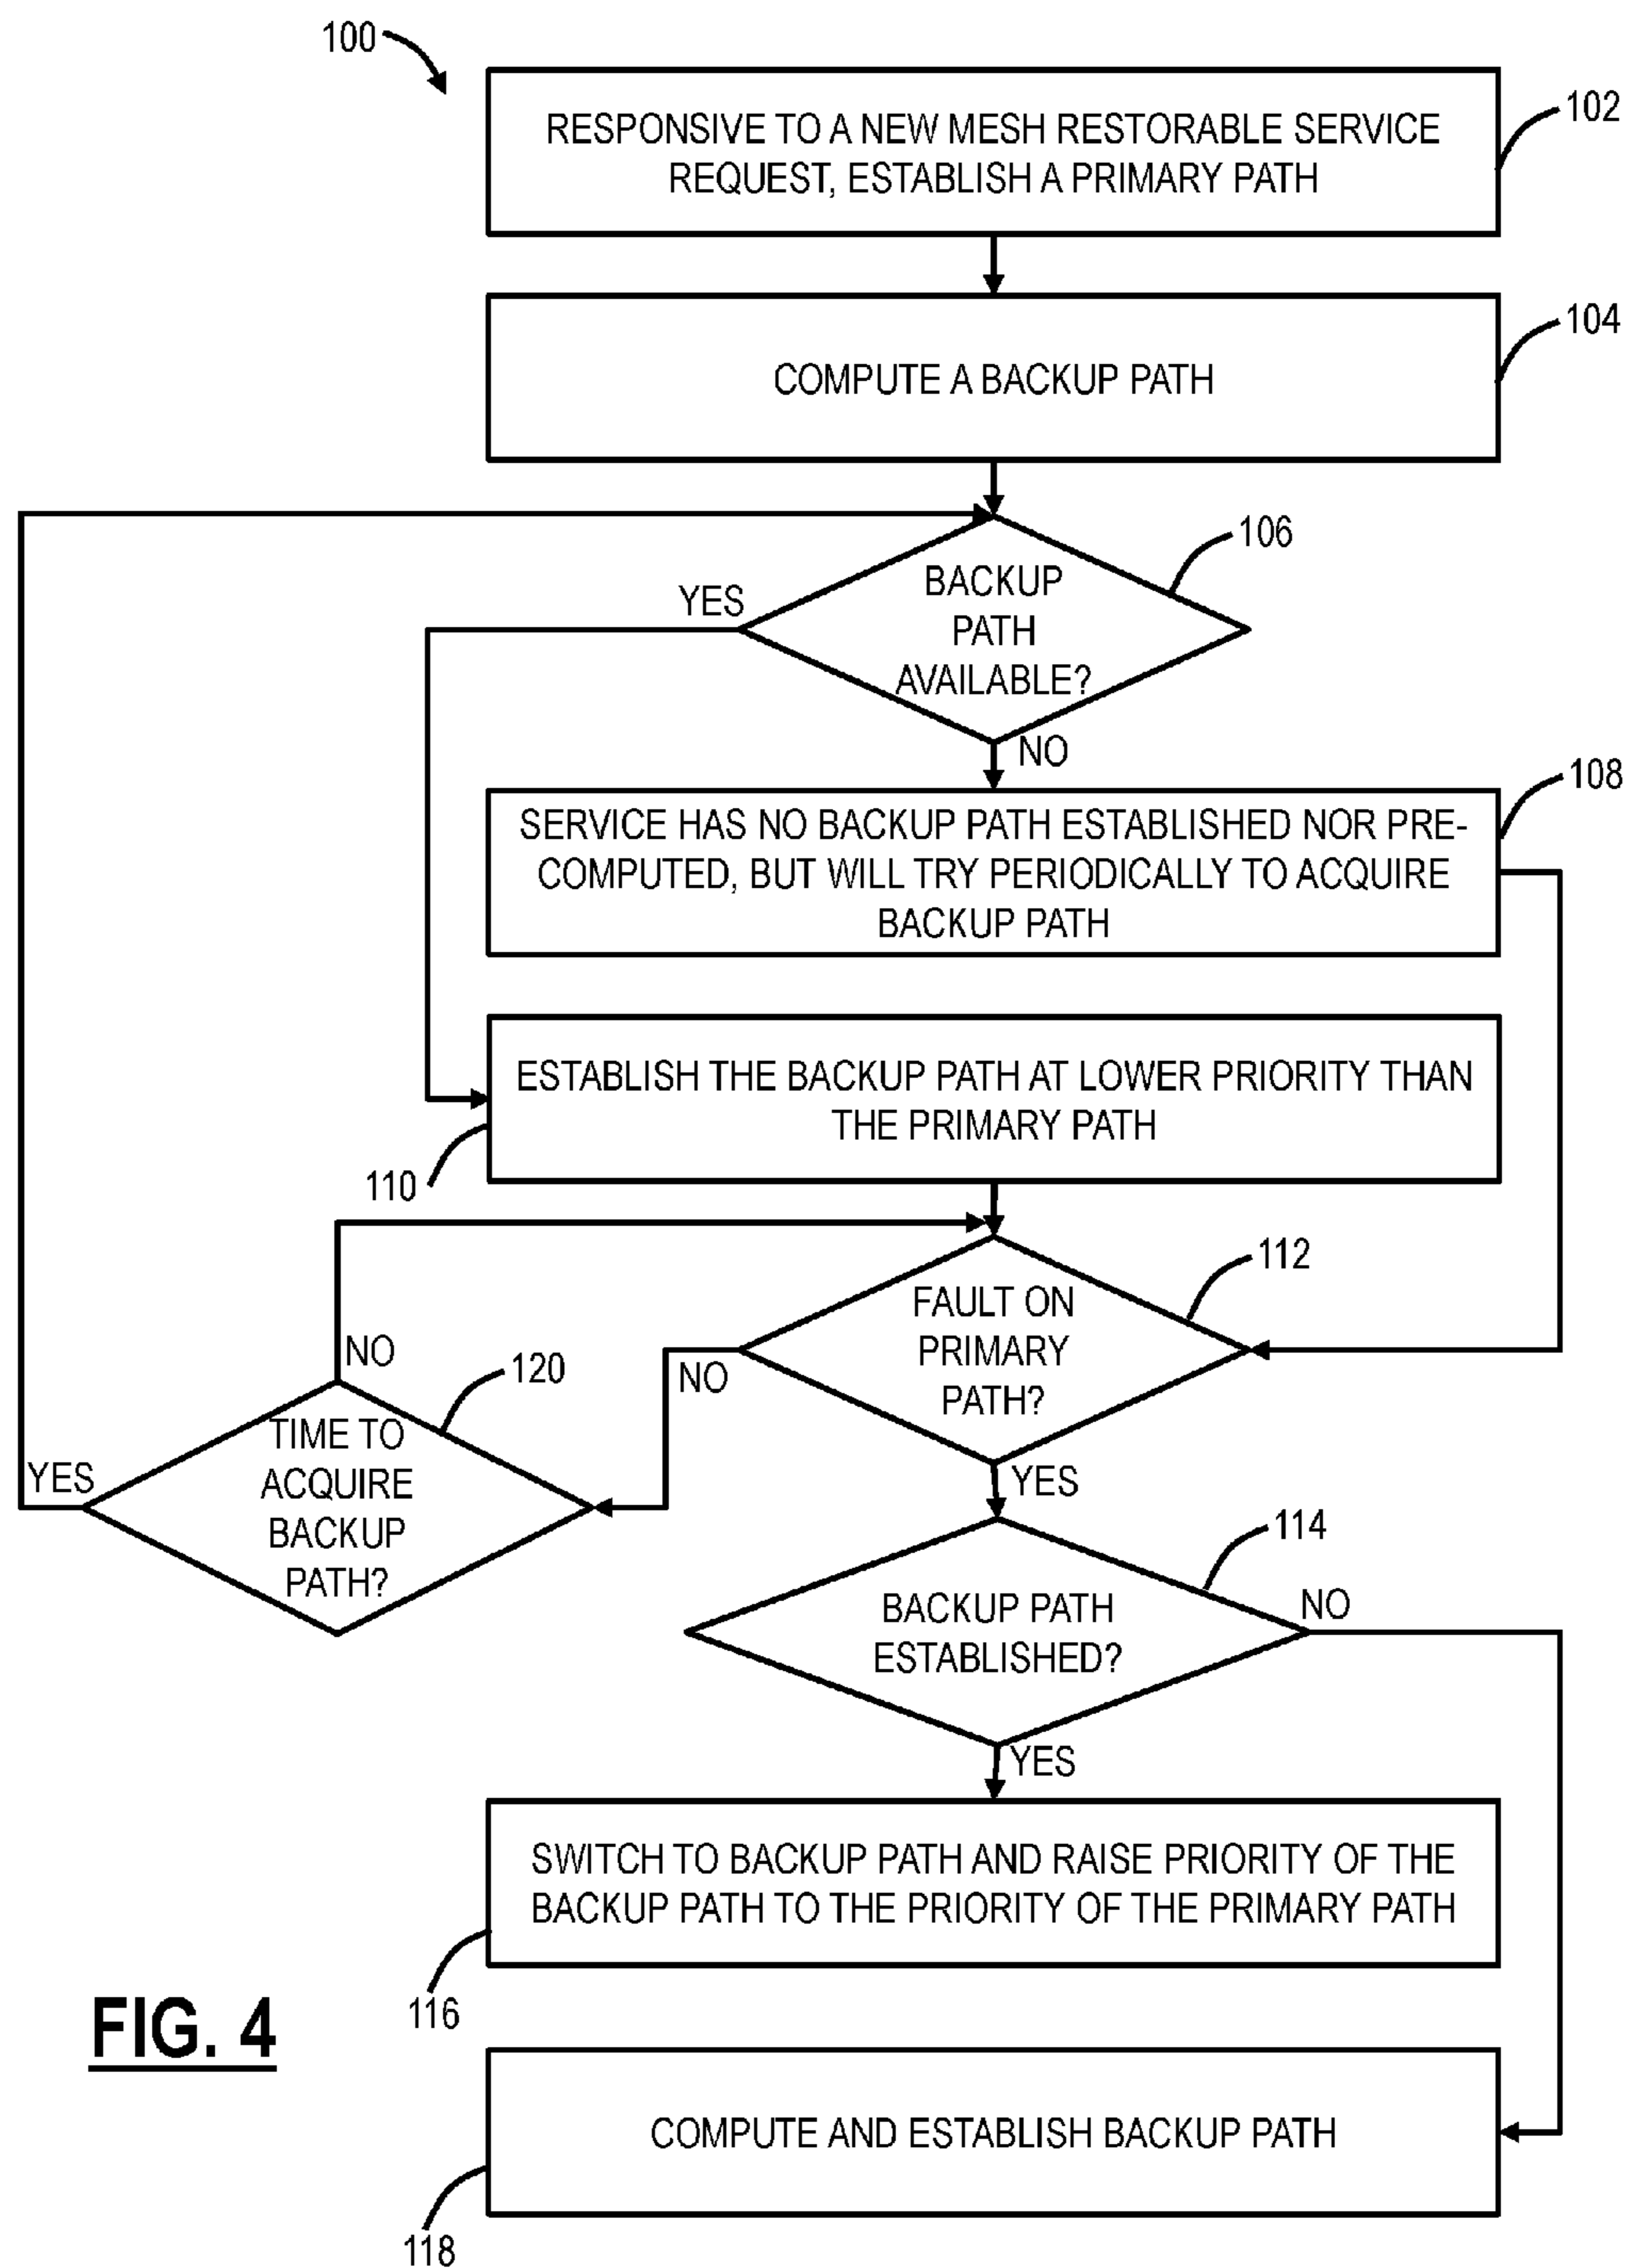 100
RESPONSIVE TO A NEW MESH RESTORABLE SERVICE
REQUEST, ESTABLISH A PRIMARY PATH
102
COMPUTE A BACKUP PATH
104
BACKUP
PATH
AVAILABLE?
106
YES
NO
SERVICE HAS NO BACKUP PATH ESTABLISHED NOR PRE-
COMPUTED, BUT WILL TRY PERIODICALLY TO ACQUIRE
BACKUP PATH
108
ESTABLISH THE BACKUP PATH AT LOWER PRIORITY THAN
THE PRIMARY PATH
110
FAULT ON
PRIMARY
PATH?
112
NO
YES
TIME TO
ACQUIRE
BACKUP
PATH?
120
NO
YES
BACKUP PATH
ESTABLISHED?
114
NO
YES
SWITCH TO BACKUP PATH AND RAISE PRIORITY OF THE
BACKUP PATH TO THE PRIORITY OF THE PRIMARY PATH
116
COMPUTE AND ESTABLISH BACKUP PATH
118
FIG. 4